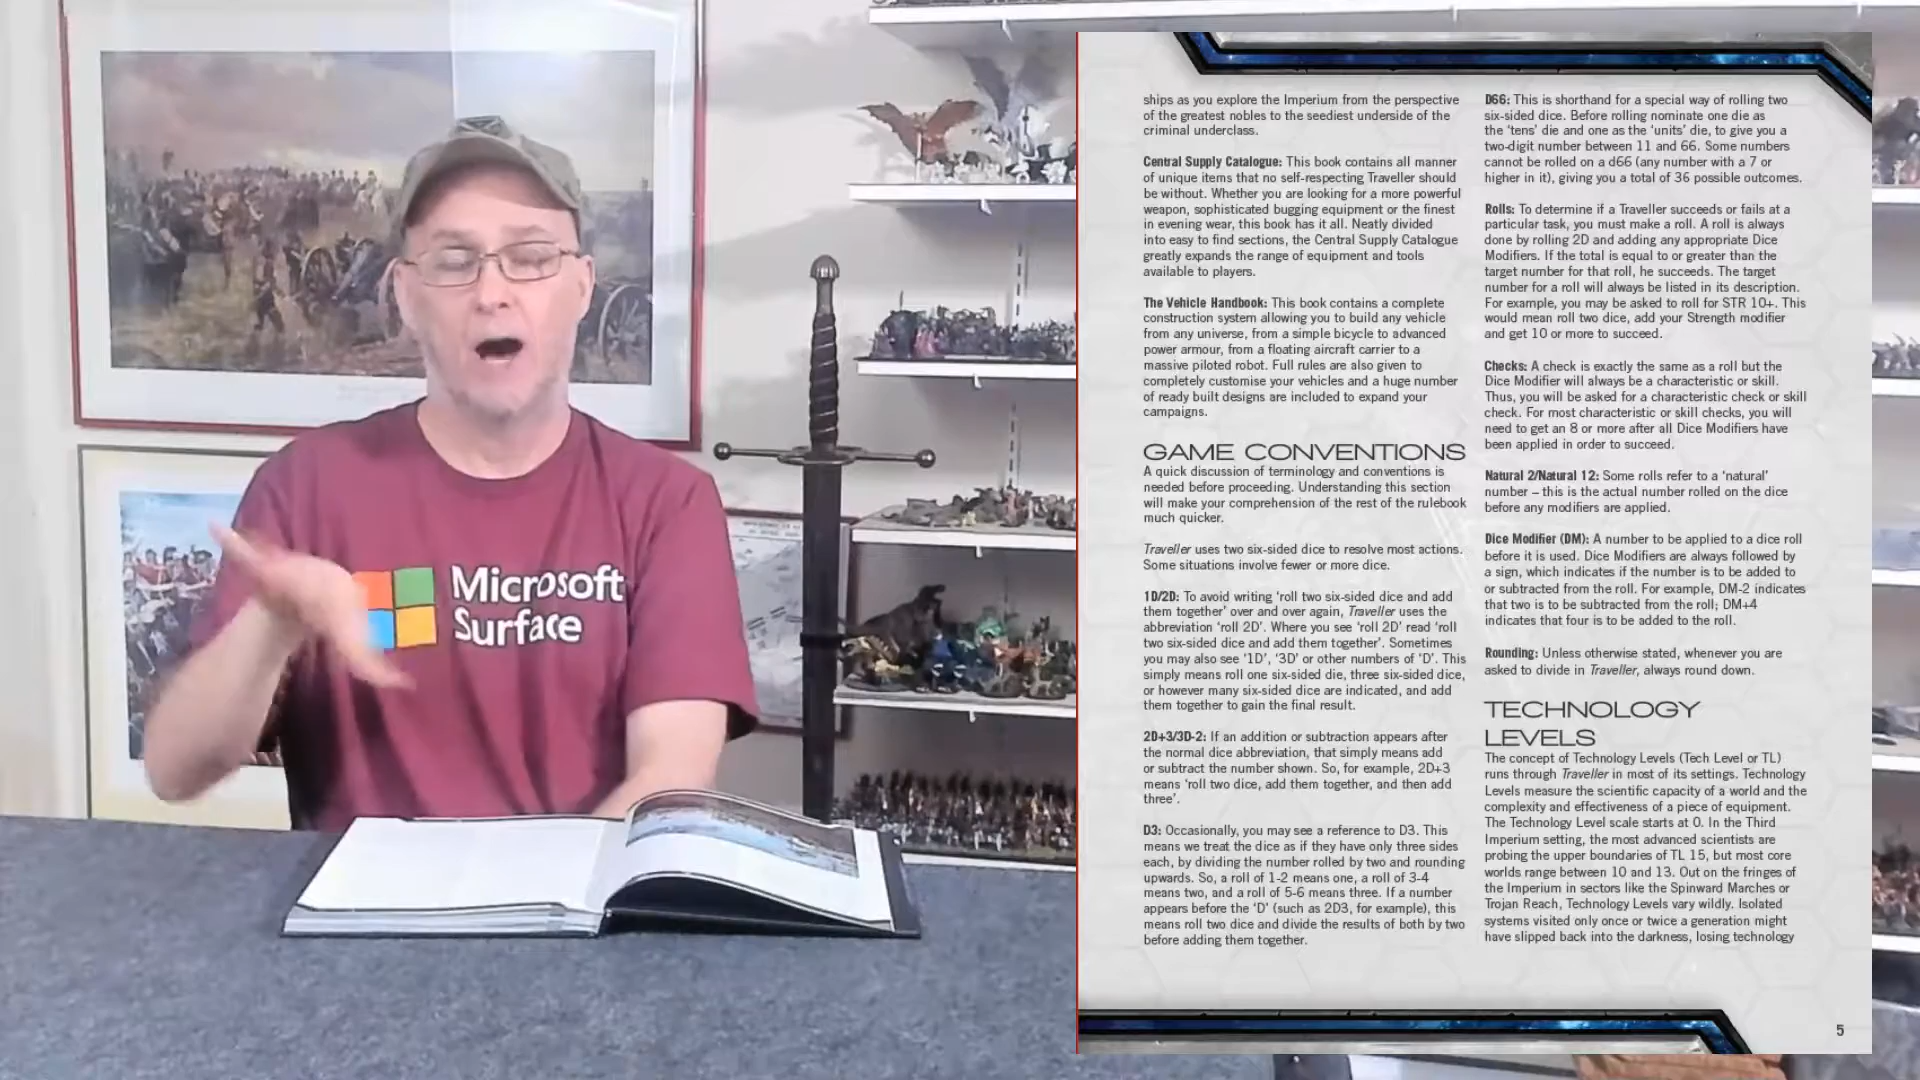 Microsoft
Surface
ships as you explore the Imperium from the perspective
of the greatest nobles to the seediest underside of the
criminal underclass.
Central Supply Catalogue: This book contains all manner
of unique items that no self-respecting Traveller should
be without. Whether you are looking for a more powerful
weapon, sophisticated bugging equipment or the finest
in evening wear, this book has it all. Neatly divided
into easy to find sections, the Central Supply Catalogue
greatly expands the range of equipment and tools
available to players.
The Vehicle Handbook: This book contains a complete
construction system allowing you to build any vehicle
from any universe, from a simple bicycle to advanced
power armour, from a floating aircraft carrier to a
massive piloted robot. Full rules are also given to
completely customise your vehicles and a huge number
of ready built designs are included to expand your
campaigns.
GAME CONVENTIONS
A quick discussion of terminology and conventions is
needed before proceeding. Understanding this section
will make your comprehension of the rest of the rulebook
much quicker.
Traveller uses two six-sided dice to resolve most actions.
Some situations involve fewer or more dice.
1D/2D: To avoid writing ‘roll two six-sided dice and add
them together’ over and over again, Traveller uses the
abbreviation ‘roll 2D’. Where you see ‘roll 2D’ read ‘roll
two six-sided dice and add them together’. Sometimes
you may also see ‘1D’, ‘3D’ or other numbers of ‘D’. This
simply means roll one six-sided die, three six-sided dice,
or however many six-sided dice are indicated, and add
them together to gain the final result.
2D+3/3D-2: If an addition or subtraction appears after
the normal dice abbreviation, that simply means add
or subtract the number shown. So, for example, 2D+3
means ‘roll two dice, add them together, and then add
three’.
D3: Occasionally, you may see a reference to D3. This
means we treat the dice as if they have only three sides
each, by dividing the number rolled by two and rounding
upwards. So, a roll of 1-2 means one, a roll of 3-4
means two, and a roll of 5-6 means three. If a number
appears before the ‘D’ (such as 2D3, for example), this
means roll two dice and divide the results of both by two
before adding them together.
D66: This is shorthand for a special way of rolling two
six-sided dice. Before rolling nominate one die as
the ‘tens’ die and one as the ‘units’ die, to give you a
two-digit number between 11 and 66. Some numbers
cannot be rolled on a d66 (any number with a 7 or
higher in it), giving you a total of 36 possible outcomes.
Rolls: To determine if a Traveller succeeds or fails at a
particular task, you must make a roll. A roll is always
done by rolling 2D and adding any appropriate Dice
Modifiers. If the total is equal to or greater than the
target number for that roll, he succeeds. The target
number for a roll will always be listed in its description.
For example, you may be asked to roll for STR 10+. This
would mean roll two dice, add your Strength modifier
and get 10 or more to succeed.
Checks: A check is exactly the same as a roll but the
Dice Modifier will always be a characteristic or skill.
Thus, you will be asked for a characteristic check or skill
check. For most characteristic or skill checks, you will
need to get an 8 or more after all Dice Modifiers have
been applied in order to succeed.
Natural 2/Natural 12: Some rolls refer to a ‘natural’
number – this is the actual number rolled on the dice
before any modifiers are applied.
Dice Modifier (DM): A number to be applied to a dice roll
before it is used. Dice Modifiers are always followed by
a sign, which indicates if the number is to be added to
or subtracted from the roll. For example, DM-2 indicates
that two is to be subtracted from the roll; DM+4
indicates that four is to be added to the roll.
Rounding: Unless otherwise stated, whenever you are
asked to divide in Traveller, always round down.
TECHNOLOGY
LEVELS
The concept of Technology Levels (Tech Level or TL)
runs through Traveller in most of its settings. Technology
Levels measure the scientific capacity of a world and the
complexity and effectiveness of a piece of equipment.
The Technology Level scale starts at 0. In the Third
Imperium setting, the most advanced scientists are
probing the upper boundaries of TL 15, but most core
worlds range between 10 and 13. Out on the fringes of
the Imperium in sectors like the Spinward Marches or
Trojan Reach, Technology Levels vary wildly. Isolated
systems visited only once or twice a generation might
have slipped back into the darkness, losing technology
5